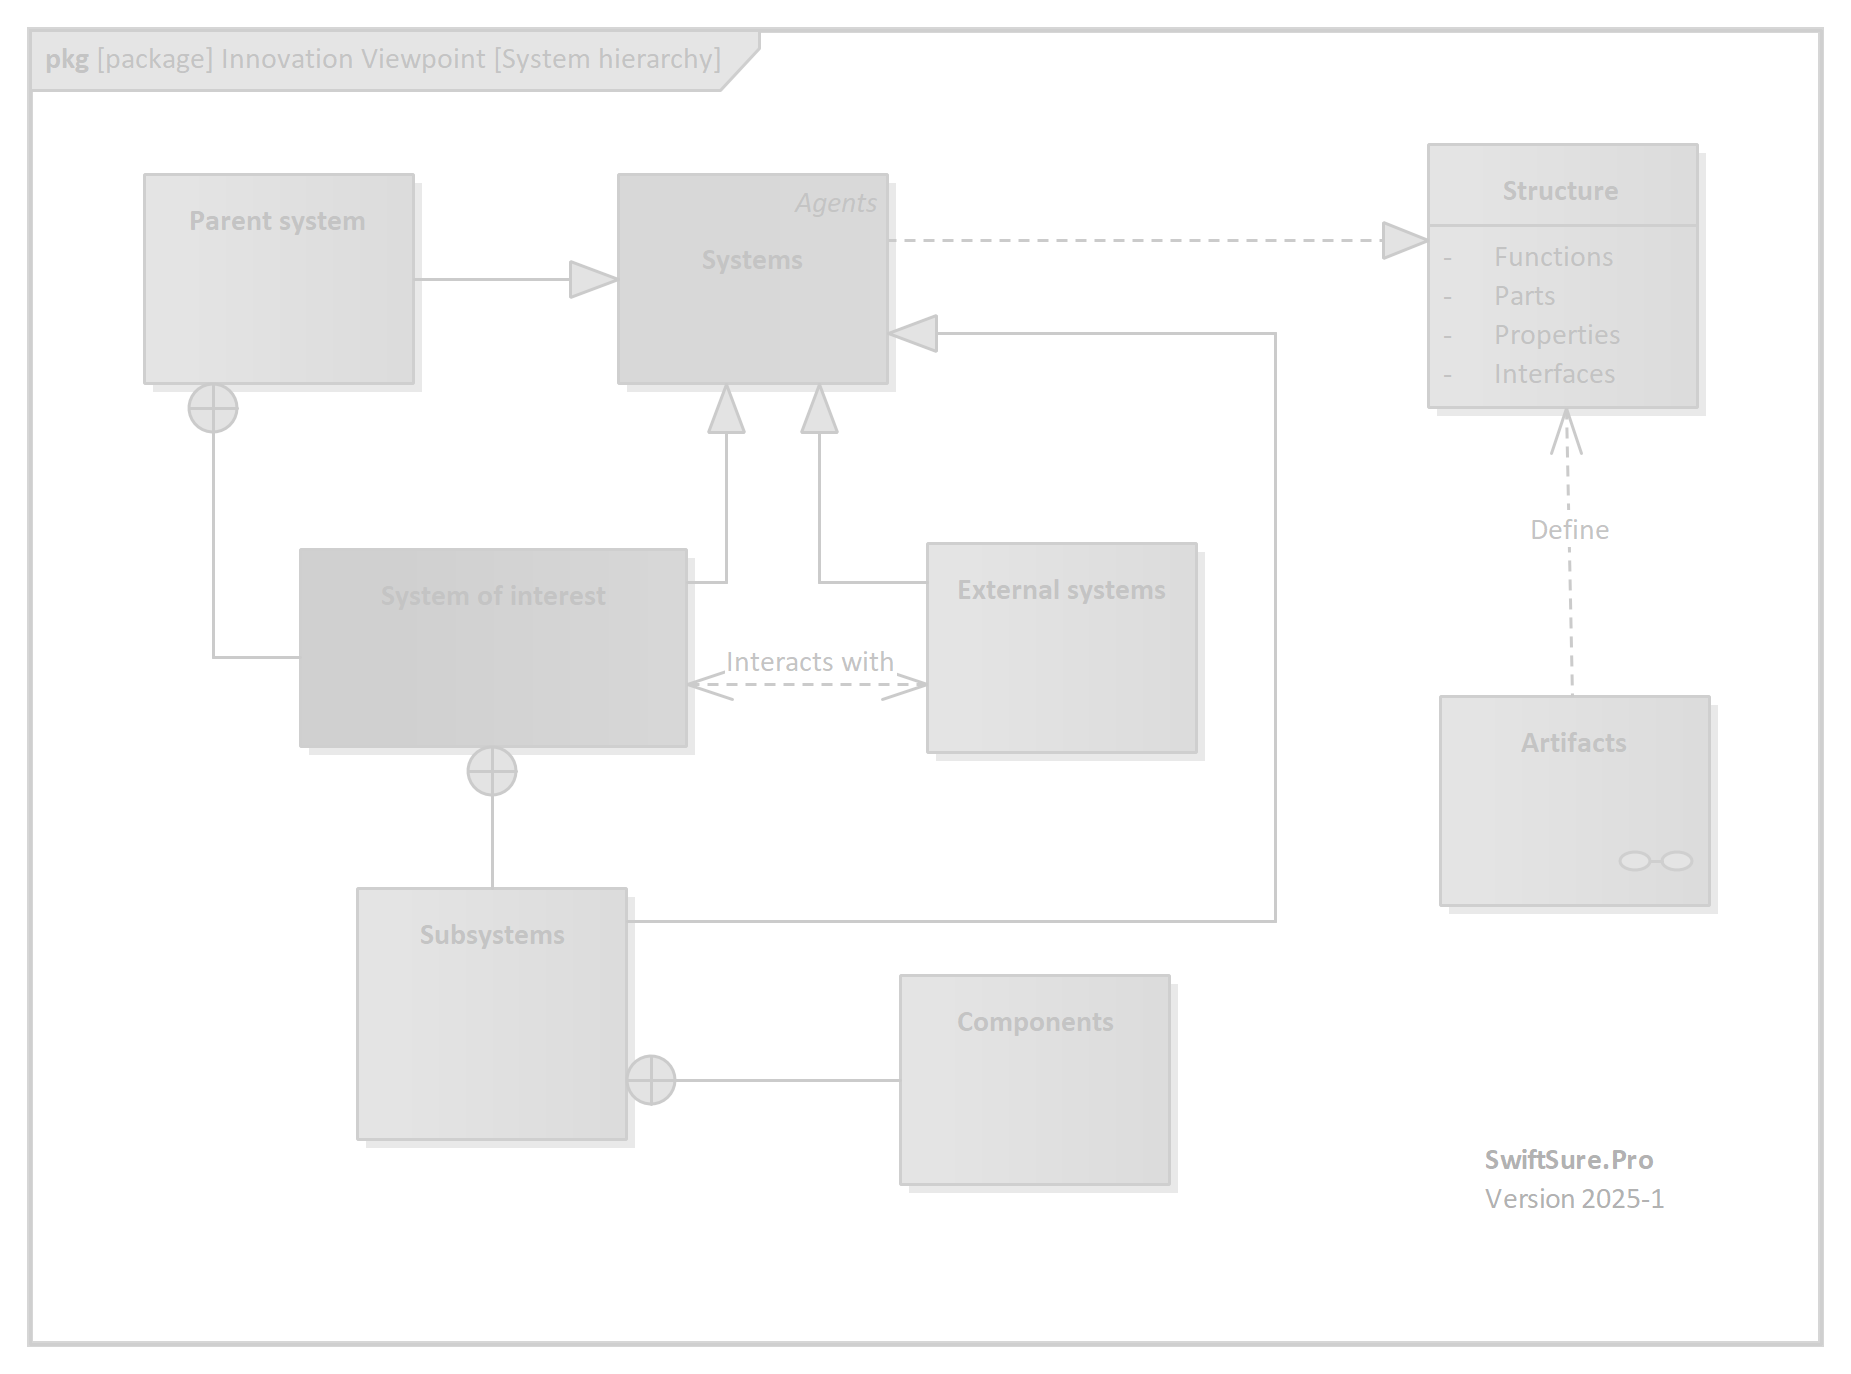 pkg [package] Innovation Viewpoint [System hierarchy]
Parent system
Agents
Systems
Structure
- Functions
- Parts
- Properties
- Interfaces
Define
System of interest
External systems
Interacts with
Artifacts
Subsystems
Components
SwiftSure.Pro
Version 2025-1